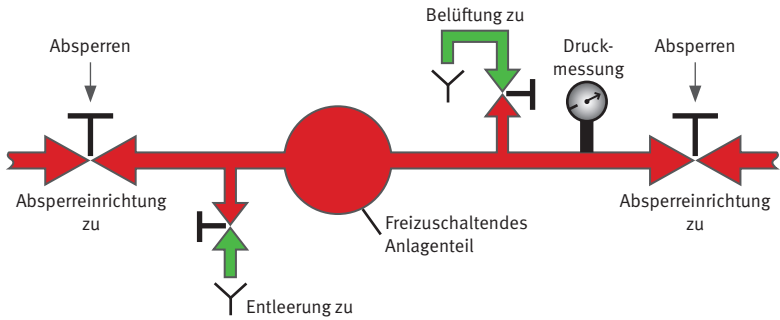 Belüftung zu
Absperren
Druck-
messung
Absperren
Absperreinrichtung
zu
Absperreinrichtung
zu
Freizuschaltendes
Anlagenteil
Entleerung zu